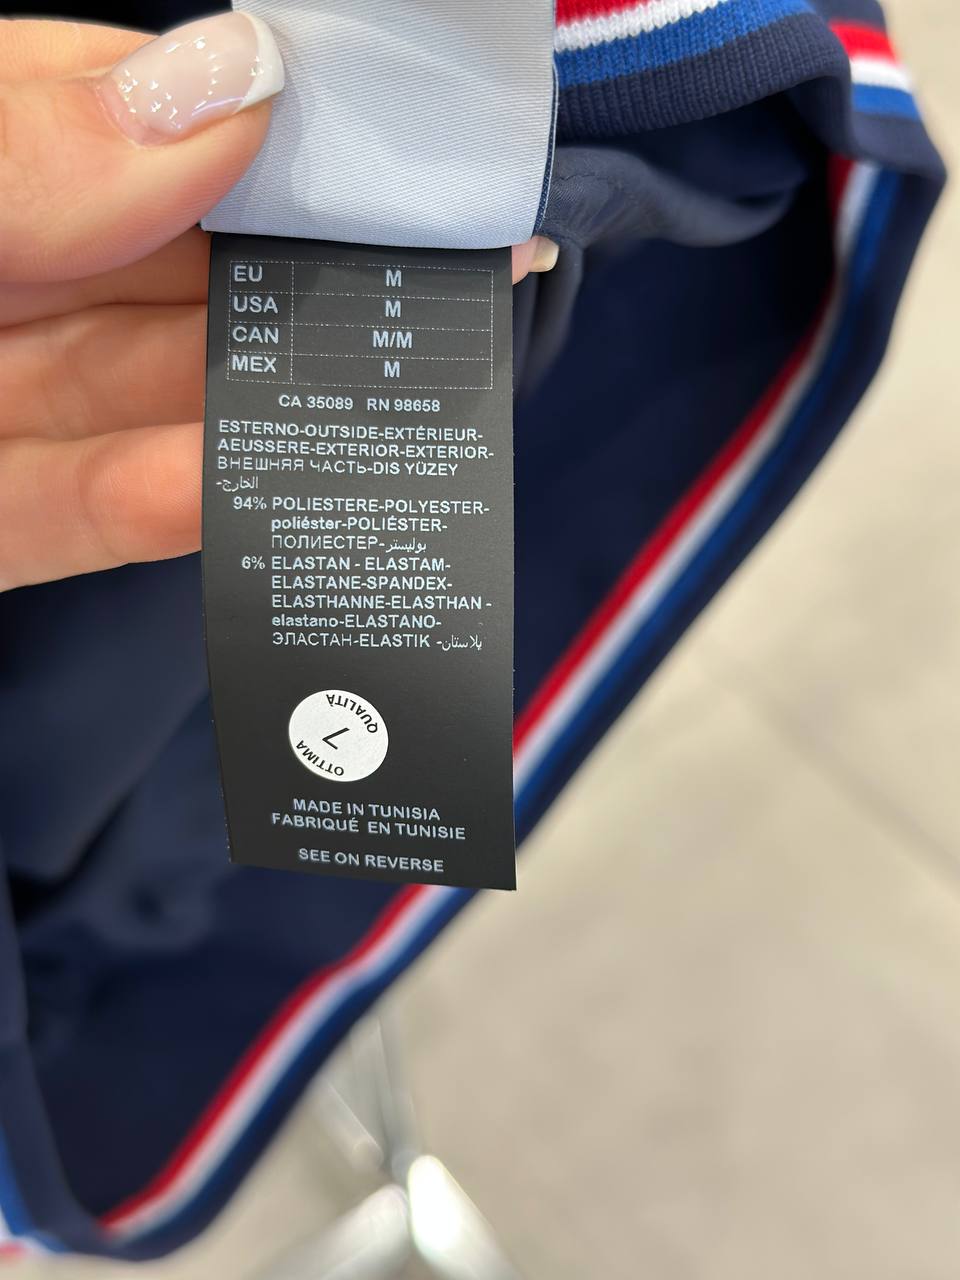 EU M
USA M
CAN M/M
MEX M
CA 35089 RN 98658
ESTERNO-OUTSIDE-EXTÉRIEUR-
AEUSSERE-EXTERIOR-EXTERIOR-
ВНЕШНЯЯ ЧАСТЬ-DIS YÜZEY
-الخارج
94% POLIESTERE-POLYESTER-
poliéster-POLIÉSTER-
ПОЛИЕСТЕР-بوليستر
6% ELASTAN - ELASTAM-
ELASTANE-SPANDEX-
ELASTHANNE-ELASTHAN -
elastano-ELASTANO-
ЭЛАСТАН-ELASTIK -يلاستان
OTTIMA
QUALITÀ
7
MADE IN TUNISIA
FABRIQUÉ EN TUNISIE
SEE ON REVERSE